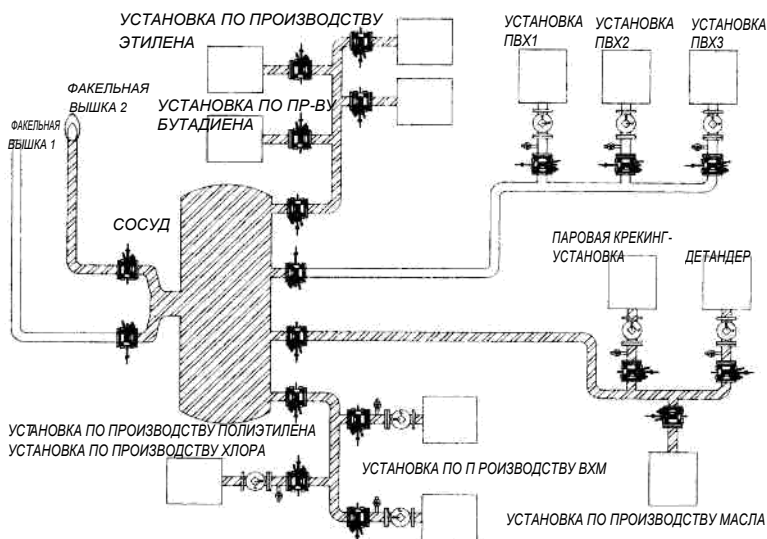 УСТАНОВКА ПО ПРОИЗВОДСТВУ
ЭТИЛЕНА
УСТАНОВКА
ПВХ1
УСТАНОВКА
ПВХ2
УСТАНОВКА
ПВХ3
ФАКЕЛЬНАЯ
ВЫШКА 2
ФАКЕЛЬНАЯ
ВЫШКА 1
УСТАНОВКА ПО ПР-ВУ
БУТАДИЕНА
СОСУД
ПАРОВАЯ КРЕКИНГ-
УСТАНОВКА
ДЕТАНДЕР
УСТАНОВКА ПО ПРОИЗВОДСТВУ ПОЛИЭТИЛЕНА
УСТАНОВКА ПО ПРОИЗВОДСТВУ ХЛОРА
УСТАНОВКА ПО П РОИЗВОДСТВУ ВХМ
УСТАНОВКА ПО ПРОИЗВОДСТВУ МАСЛА